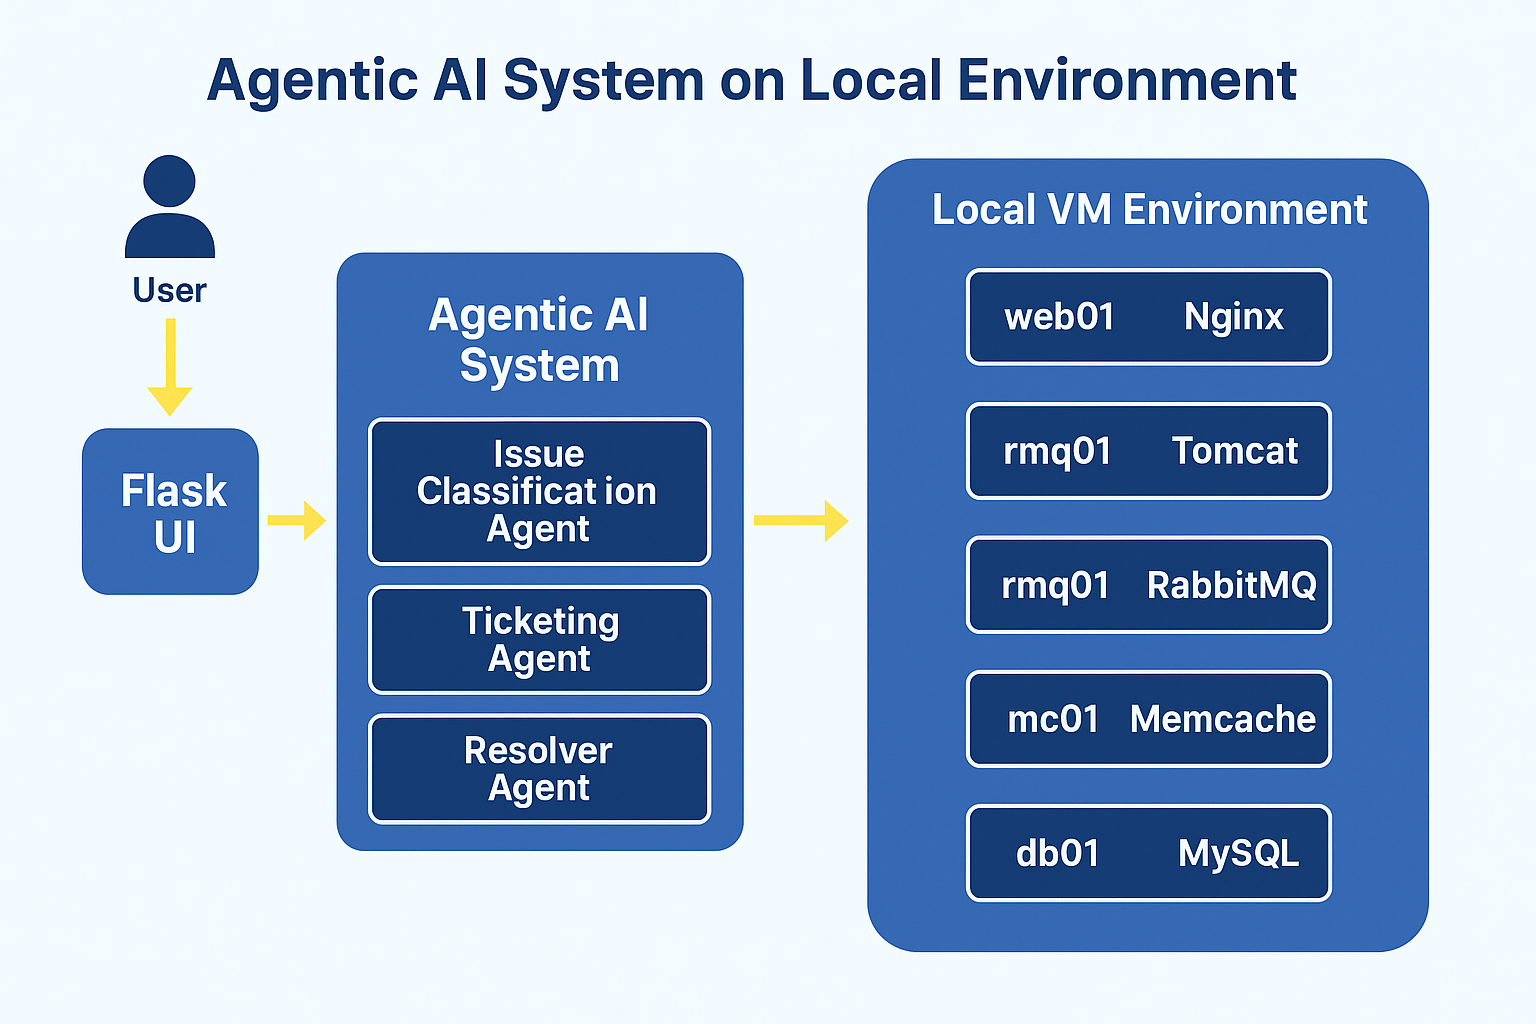 Agentic AI System on Local Environment
User
Flask
UI
Agentic AI
System
Issue
Classificat ion
Agent
Ticketing
Agent
Resolver
Agent
Local VM Environment
web01 Nginx
rmq01 Tomcat
rmq01 RabbitMQ
mc01 Memcache
db01 MySQL